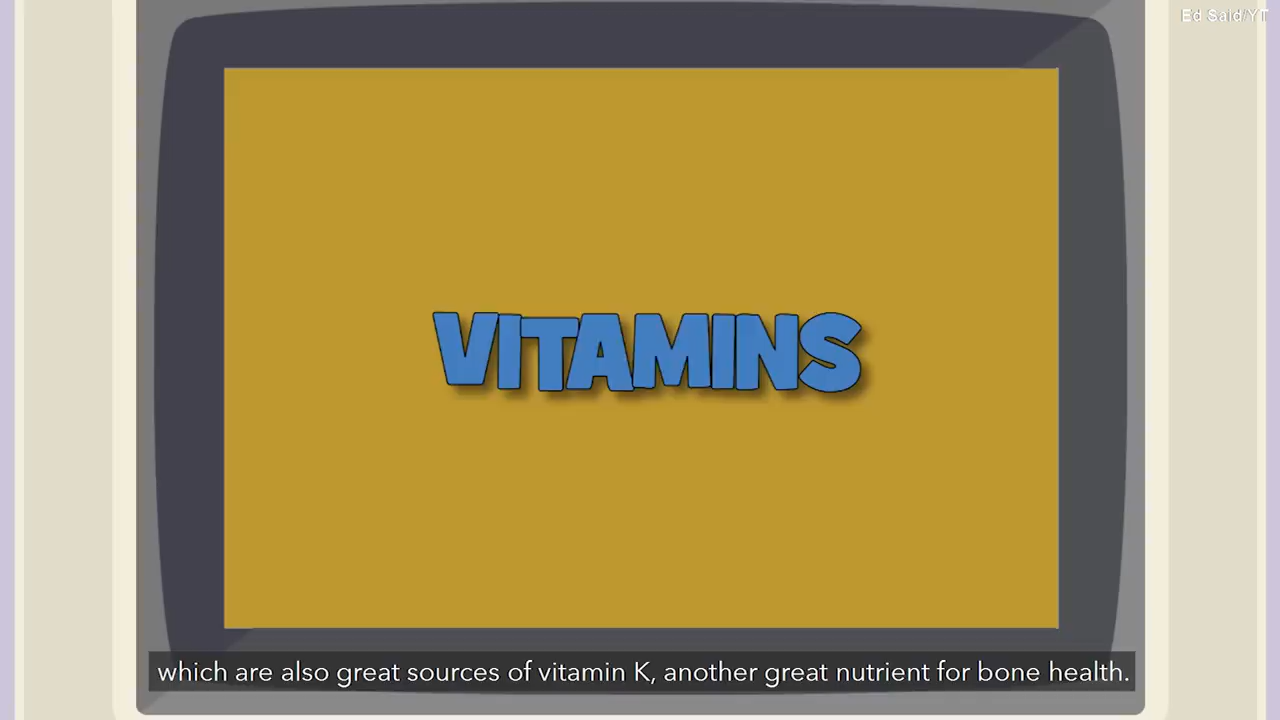 Ed Said/YT
VITAMINS
which are also great sources of vitamin K, another great nutrient for bone health.